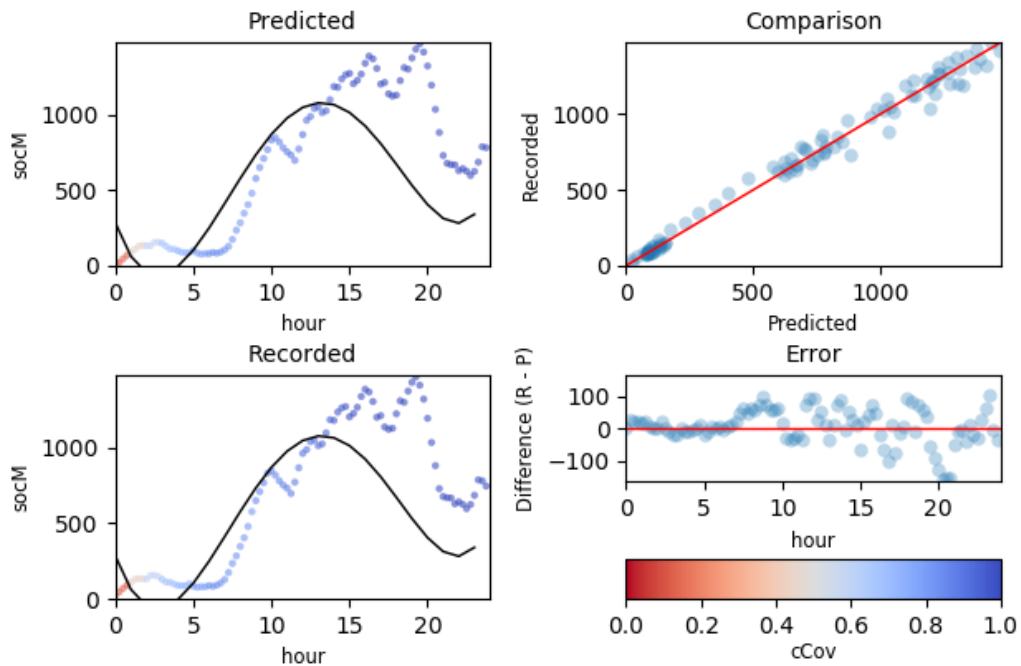 Predicted
socM
1000
500
0
0 5 10 15 20
hour
Comparison
Recorded
1000
500
0
0 500 1000
Predicted
Recorded
socM
1000
500
0
0 5 10 15 20
hour
Error
Difference (R - P)
100
0
−100
0 5 10 15 20
hour
0.0 0.2 0.4 0.6 0.8 1.0
cCov